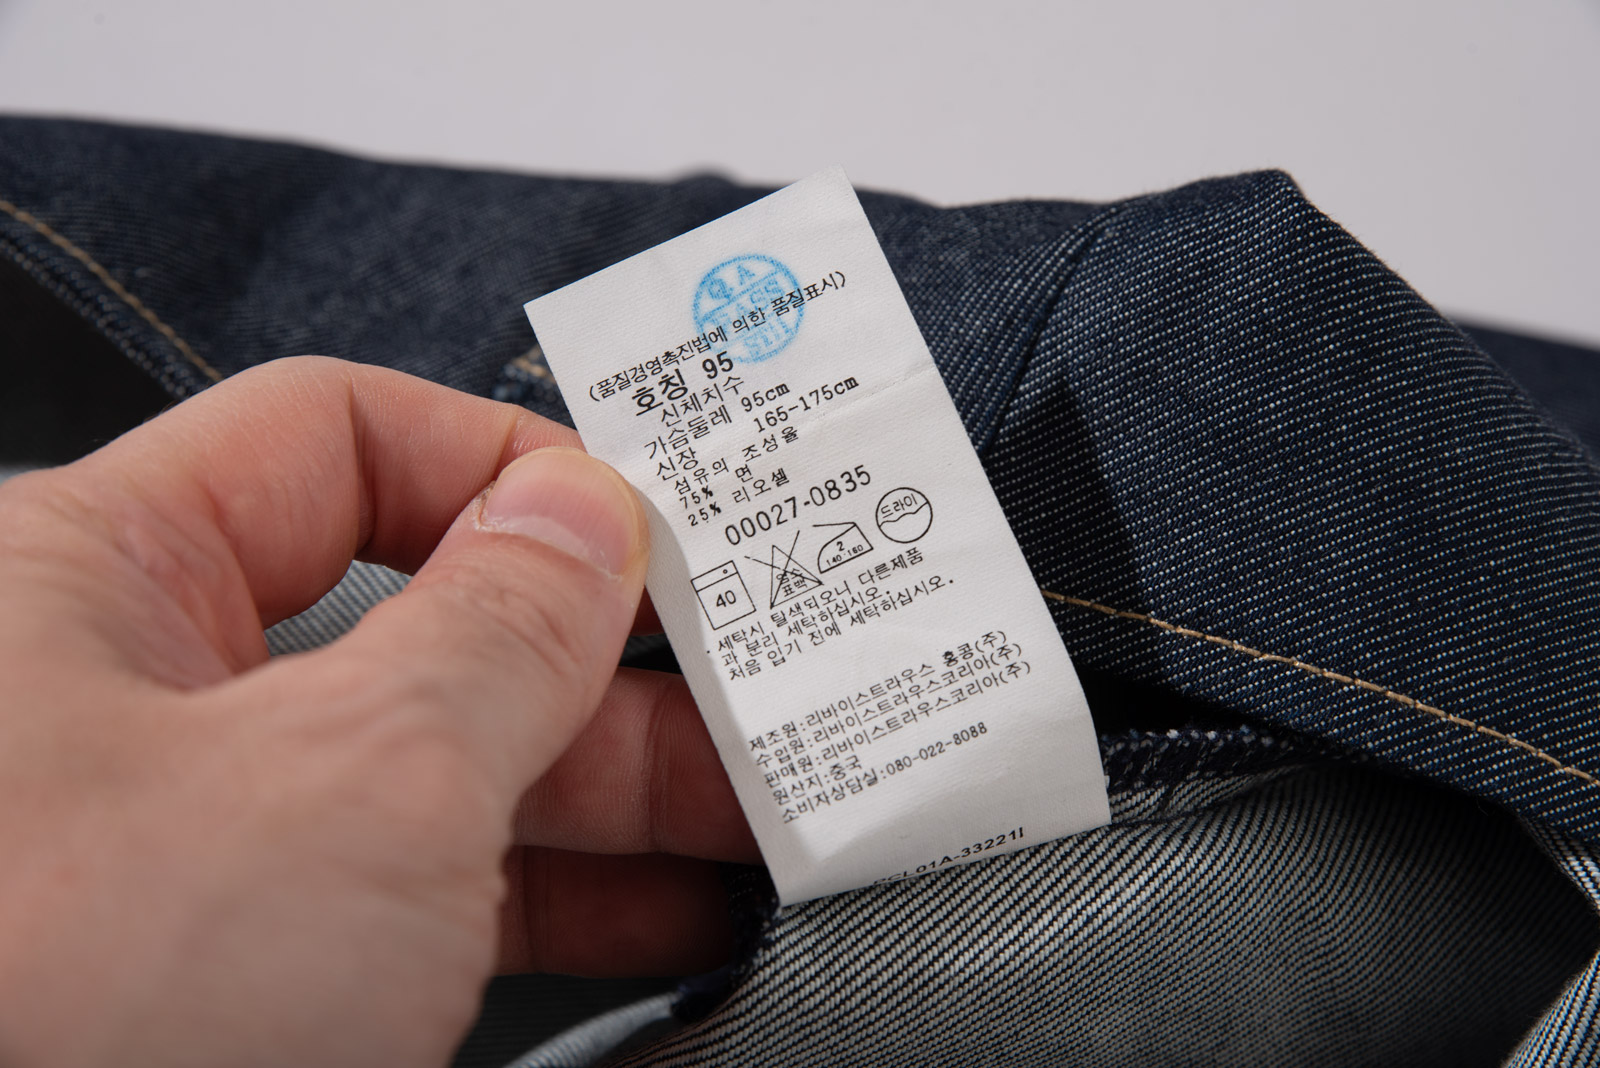 QA
PASS
(품질경영촉진법에 의한 품질표시)
호칭 95
신체치수
가슴둘레 95cm
신장 165-175cm
섬유의 조성율
75% 면
25% 리오셀
00027-0835
40
염소
표백
2
140-160
드라이
.세탁시 탈색되오니 다른제품
과 분리 세탁하십시오.
처음 입기 전에 세탁하십시오.
제조원:리바이스트라우스 홍콩(주)
수입원:리바이스트라우스코리아(주)
판매원:리바이스트라우스코리아(주)
원산지:중국
소비자상담실:080-022-8088